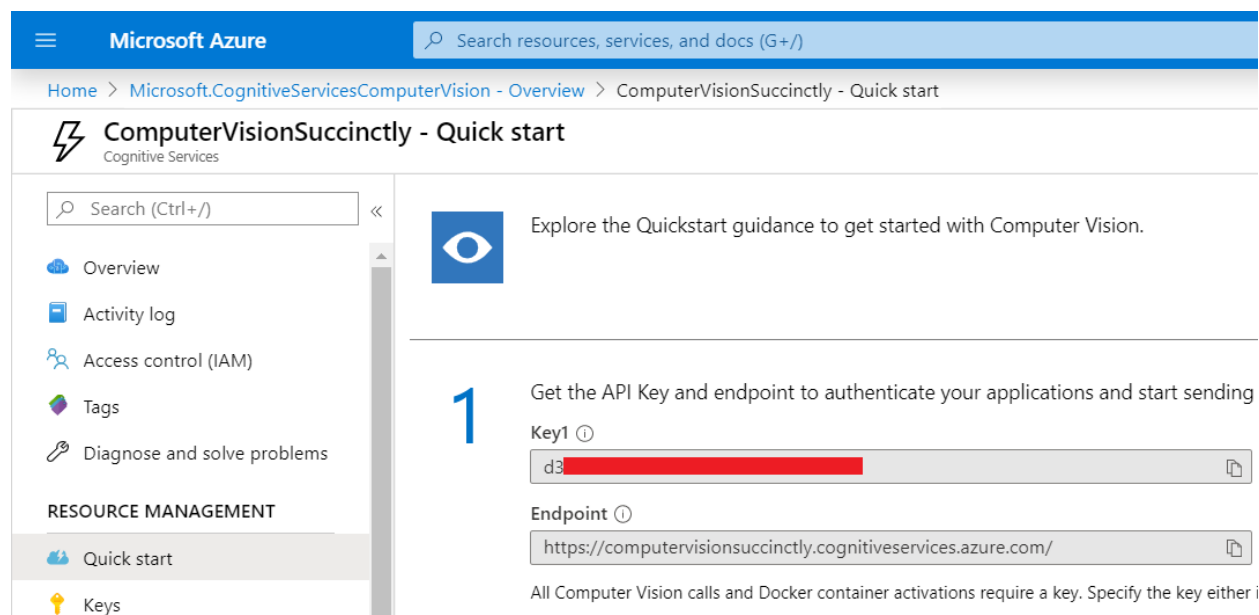 Microsoft Azure
Search resources, services, and docs (G+/)
Home > Microsoft.CognitiveServicesComputerVision - Overview > ComputerVisionSuccinctly - Quick start
ComputerVisionSuccinctly - Quick start
Cognitive Services
Search (Ctrl+/)
«
Overview
Activity log
Access control (IAM)
Tags
Diagnose and solve problems
RESOURCE MANAGEMENT
Quick start
Keys
Explore the Quickstart guidance to get started with Computer Vision.
1
Get the API Key and endpoint to authenticate your applications and start sending
Key1
d3
Endpoint
https://computervisionsuccinctly.cognitiveservices.azure.com/
All Computer Vision calls and Docker container activations require a key. Specify the key either